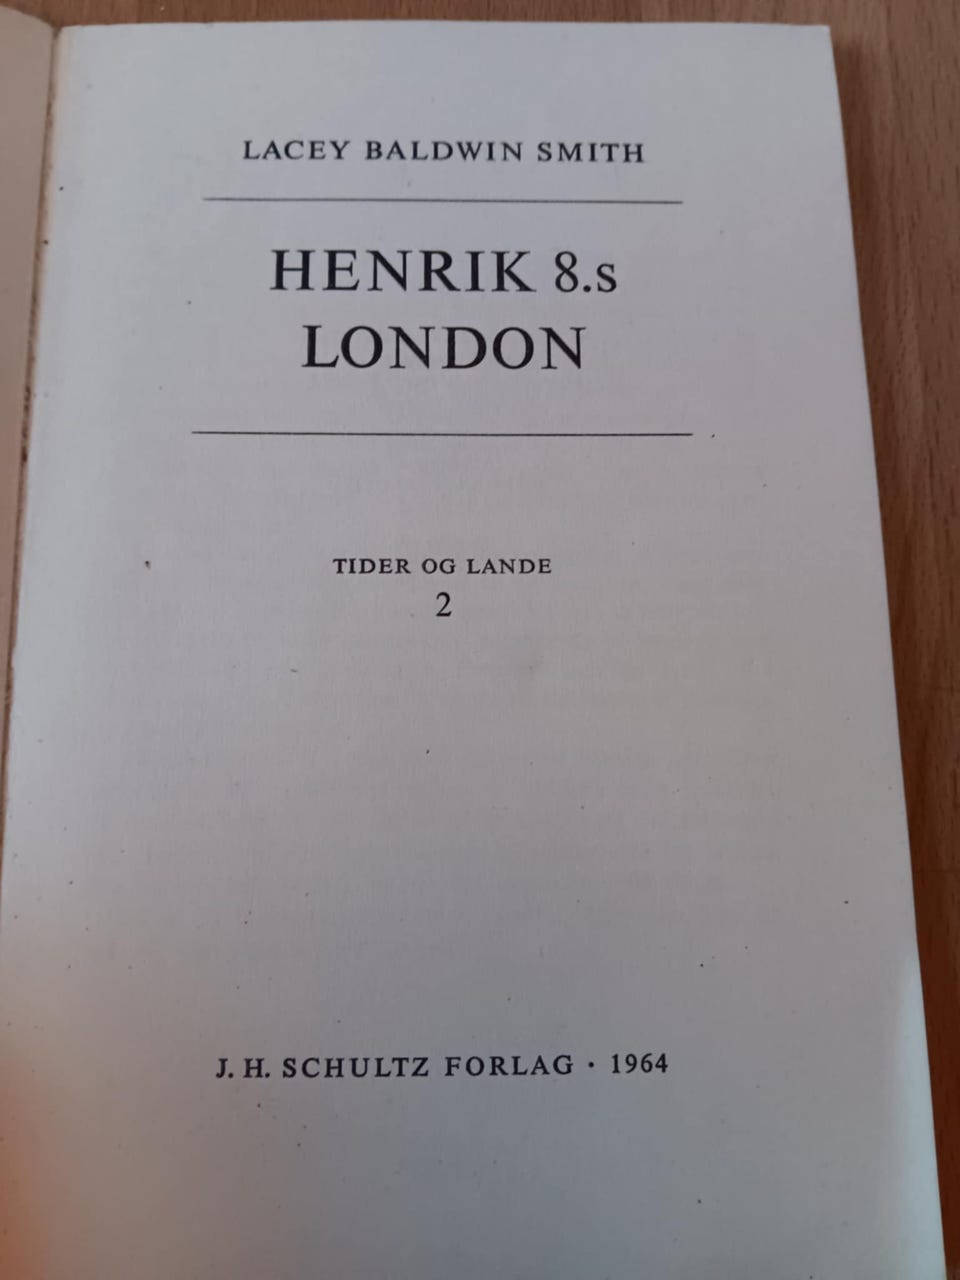 LACEY BALDWIN SMITH
HENRIK 8.s
LONDON
TIDER OG LANDE
2
J. H. SCHULTZ FORLAG · 1964